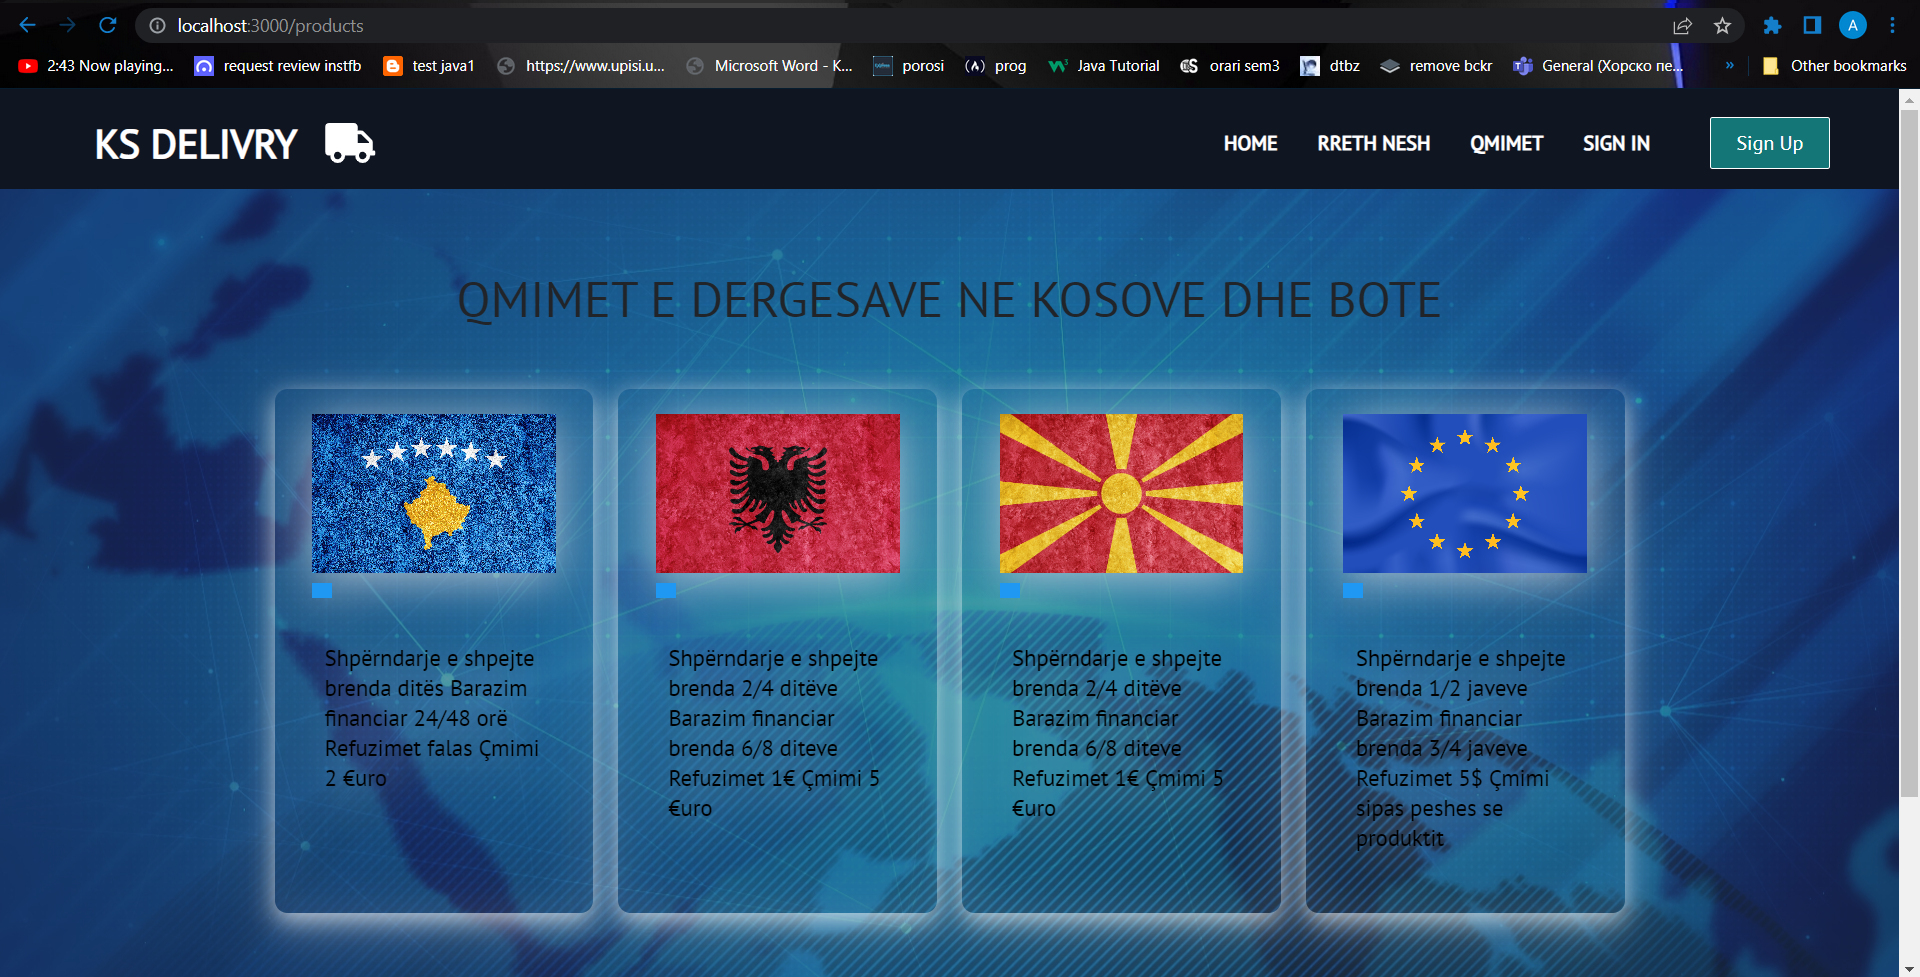 localhost:3000/products
A
2:43 Now playing...
request review instfb
test java1
https://www.upisi.u...
Microsoft Word - K...
porosi
prog
Java Tutorial
orari sem3
dtbz
remove bckr
General (Хорско пе...
»
Other bookmarks
KS DELIVRY
HOME
RRETH NESH
QMIMET
SIGN IN
Sign Up
QMIMET E DERGESAVE NE KOSOVE DHE BOTE
Shpërndarje e shpejte
brenda ditës Barazim
financiar 24/48 orë
Refuzimet falas Çmimi
2 €uro
Shpërndarje e shpejte
brenda 2/4 ditëve
Barazim financiar
brenda 6/8 diteve
Refuzimet 1€ Çmimi 5
€uro
Shpërndarje e shpejte
brenda 2/4 ditëve
Barazim financiar
brenda 6/8 diteve
Refuzimet 1€ Çmimi 5
€uro
Shpërndarje e shpejte
brenda 1/2 javeve
Barazim financiar
brenda 3/4 javeve
Refuzimet 5$ Çmimi
sipas peshes se
produktit